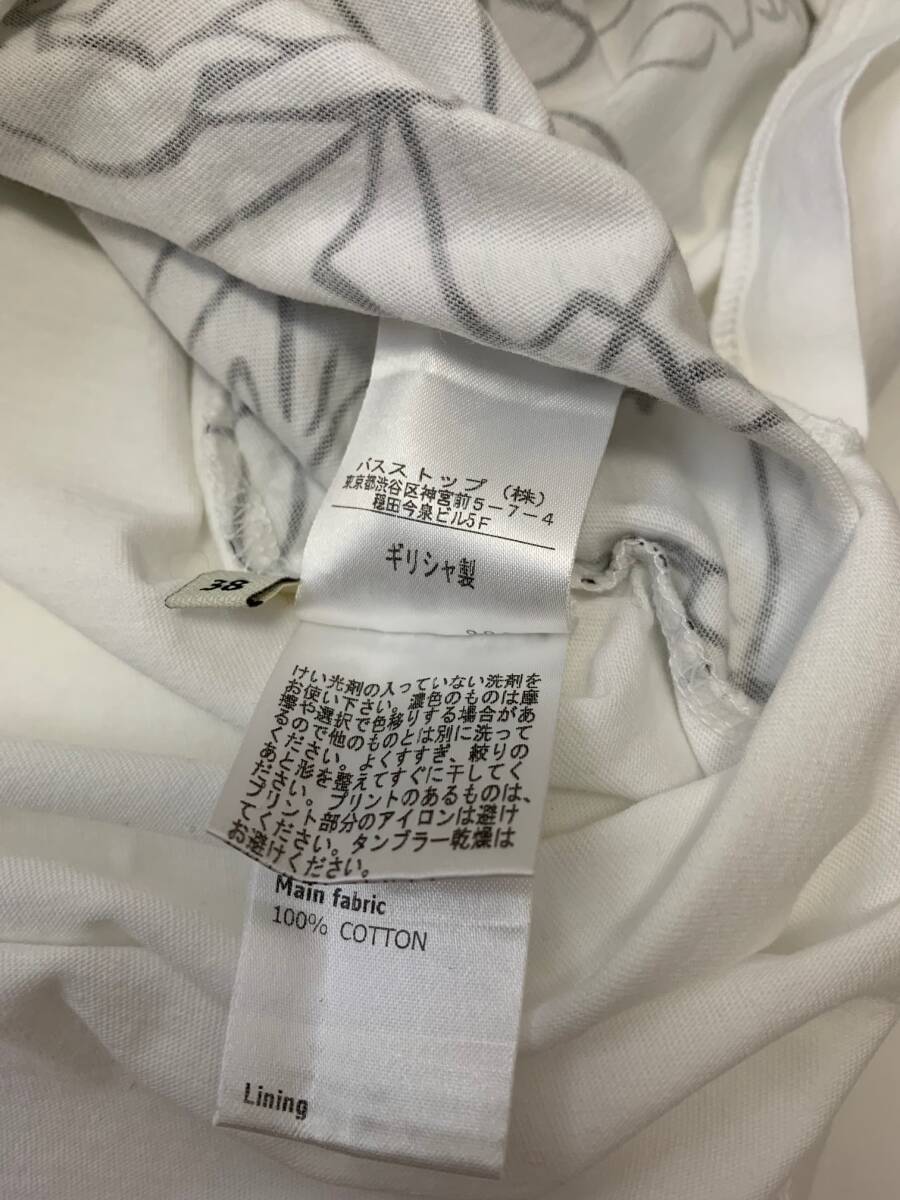 バスストップ (株)
東京都渋谷区神宮前5-7-4
穏田今泉ビル5F
ギリシャ製
38
けい光剤の入っていない洗剤を
お使い下さい。濃色のものは摩
擦や選択で色移りする場合があ
るので他のものとは別に洗って
ください。よくすすぎ、絞りの
あと形を整えてすぐに干してく
ださい。プリントのあるものは、
プリント部分のアイロンは避け
てください。タンブラー乾燥は
お避けください。
Main fabric
100% COTTON
Lining